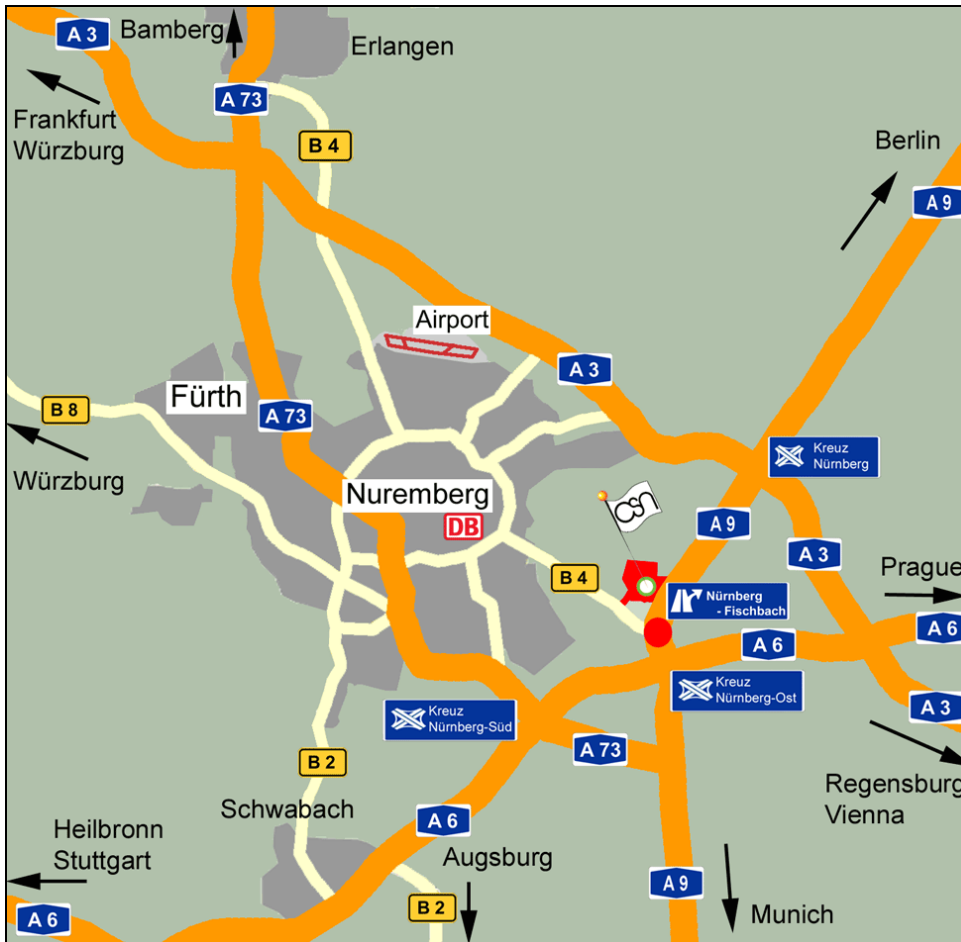 A 3
Bamberg
Erlangen
A 73
Frankfurt
Würzburg
B 4
Berlin
A 9
Airport
A 3
Fürth
B 8
A 73
Kreuz
Nürnberg
Würzburg
Nuremberg
DB
csn
A 9
A 3
B 4
Prague
Nürnberg
- Fischbach
A 6
A 6
Kreuz
Nürnberg-Ost
Kreuz
Nürnberg-Süd
A 3
A 73
B 2
Regensburg
Vienna
Schwabach
A 6
Heilbronn
Stuttgart
Augsburg
A 9
B 2
Munich
A 6